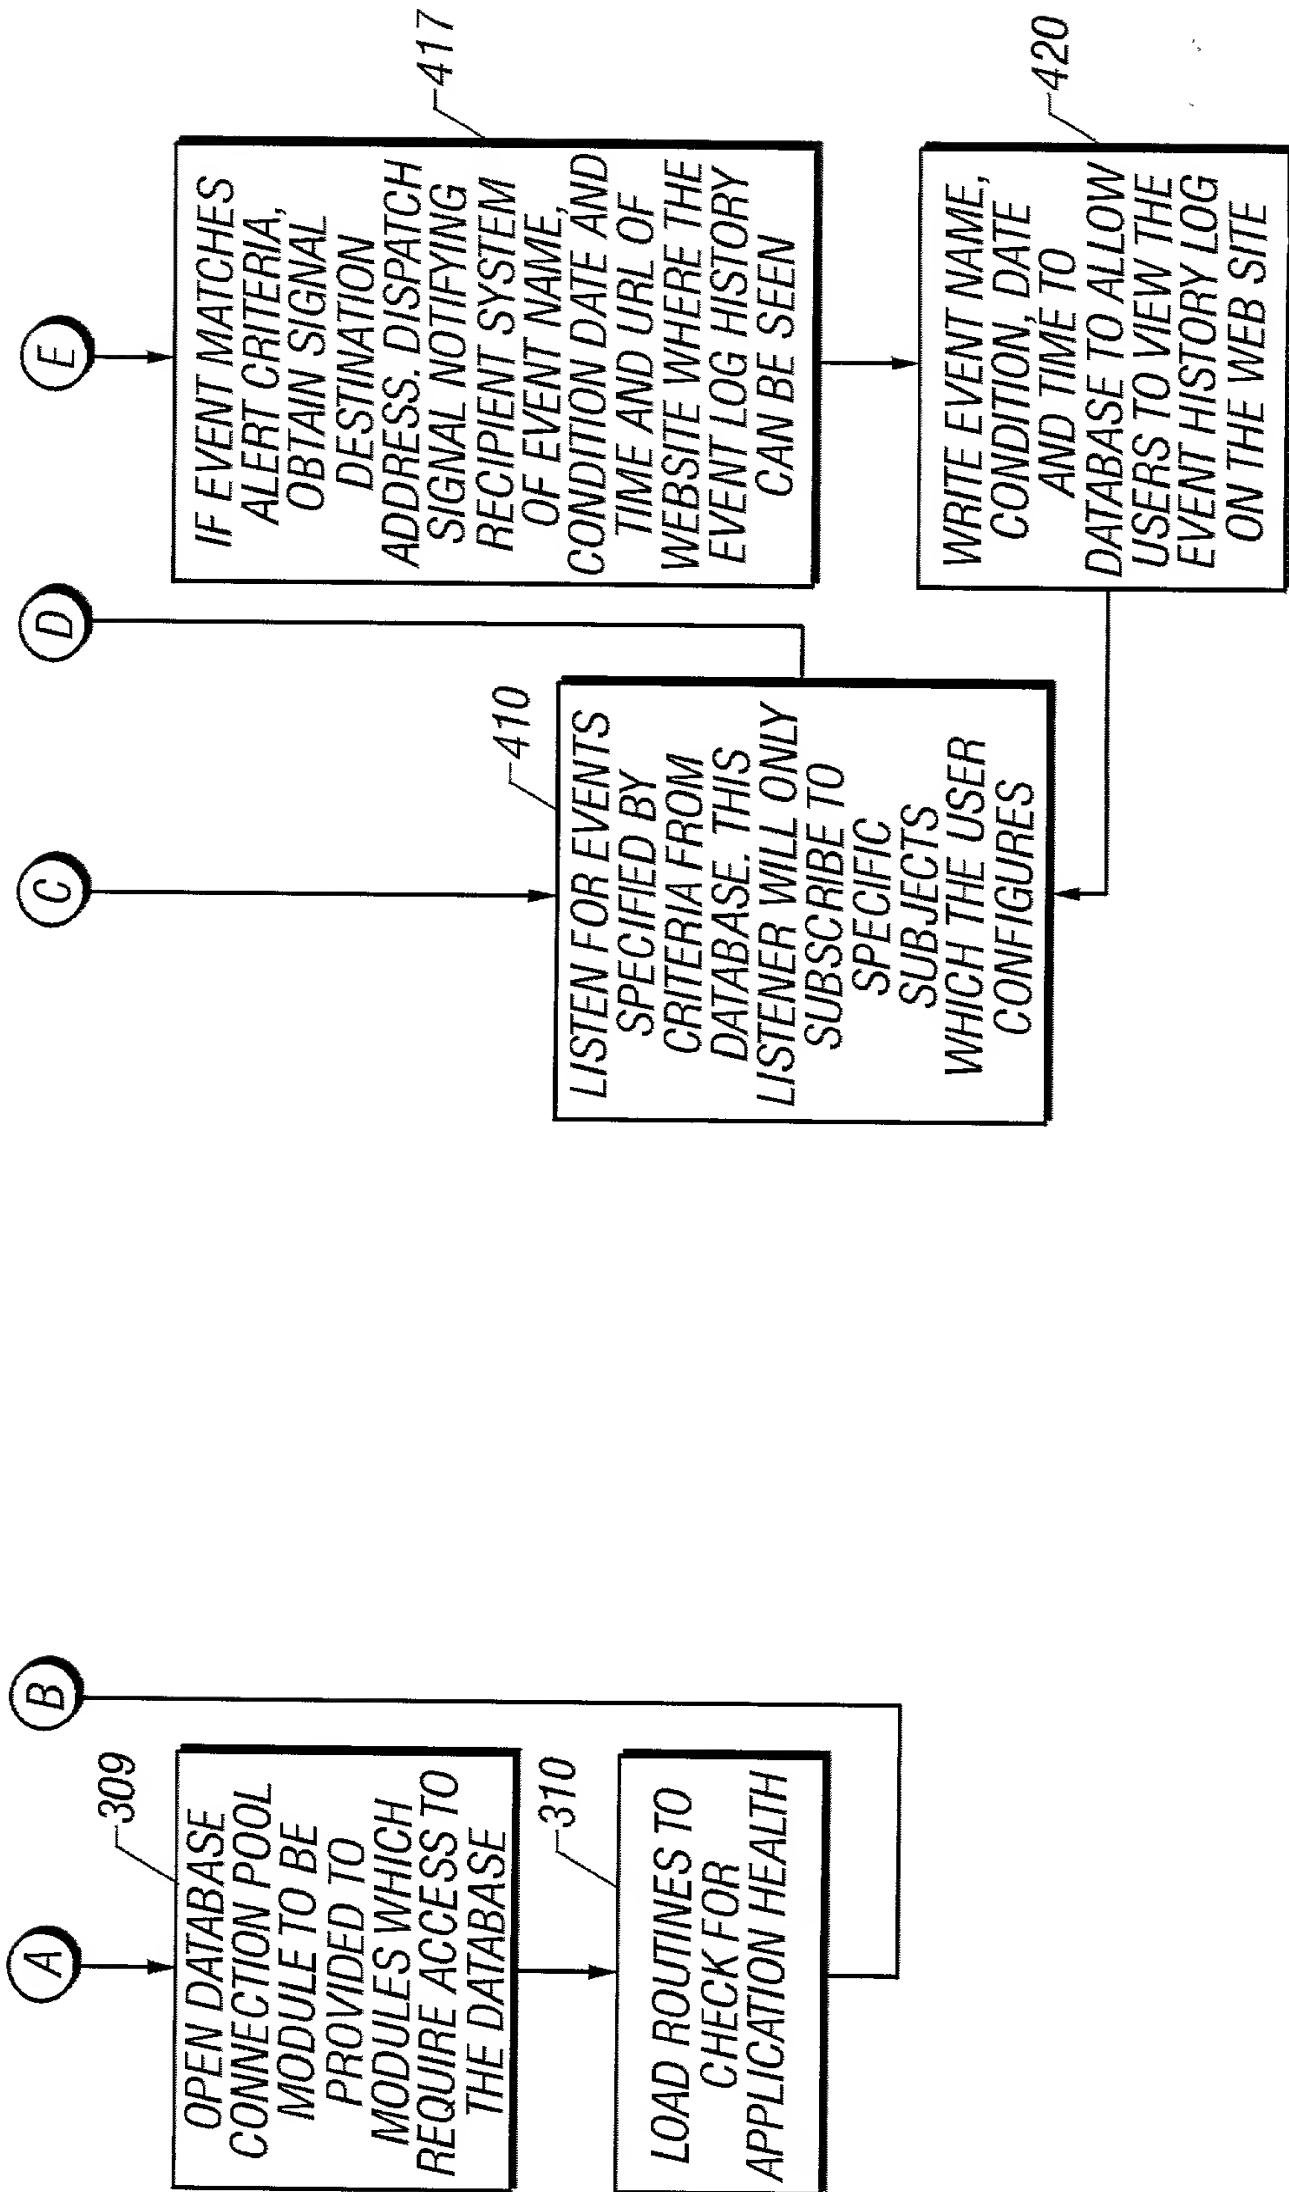 A
B
C
D
E
309
OPEN DATABASE
CONNECTION POOL
MODULE TO BE
PROVIDED TO
MODULES WHICH
REQUIRE ACCESS TO
THE DATABASE
310
LOAD ROUTINES TO
CHECK FOR
APPLICATION HEALTH
410
LISTEN FOR EVENTS
SPECIFIED BY
CRITERIA FROM
DATABASE. THIS
LISTENER WILL ONLY
SUBSCRIBE TO
SPECIFIC
SUBJECTS
WHICH THE USER
CONFIGURES
417
IF EVENT MATCHES
ALERT CRITERIA,
OBTAIN SIGNAL
DESTINATION
ADDRESS. DISPATCH
SIGNAL NOTIFYING
RECIPIENT SYSTEM
OF EVENT NAME,
CONDITION DATE AND
TIME AND URL OF
WEBSITE WHERE THE
EVENT LOG HISTORY
CAN BE SEEN
420
WRITE EVENT NAME,
CONDITION, DATE
AND TIME TO
DATABASE TO ALLOW
USERS TO VIEW THE
EVENT HISTORY LOG
ON THE WEB SITE